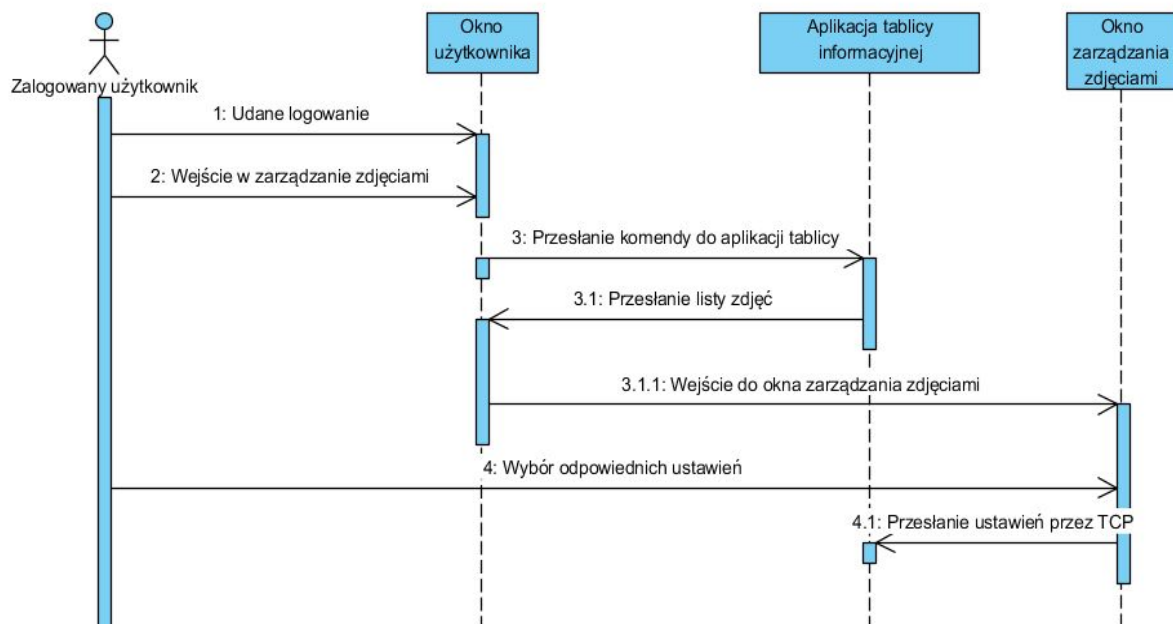 Zalogowany użytkownik
Okno
użytkownika
Aplikacja tablicy
informacyjnej
Okno
zarządzania
zdjęciami
1: Udane logowanie
2: Wejście w zarządzanie zdjęciami
3: Przesłanie komendy do aplikacji tablicy
3.1: Przesłanie listy zdjęć
3.1.1: Wejście do okna zarządzania zdjęciami
4: Wybór odpowiednich ustawień
4.1: Przesłanie ustawień przez TCP